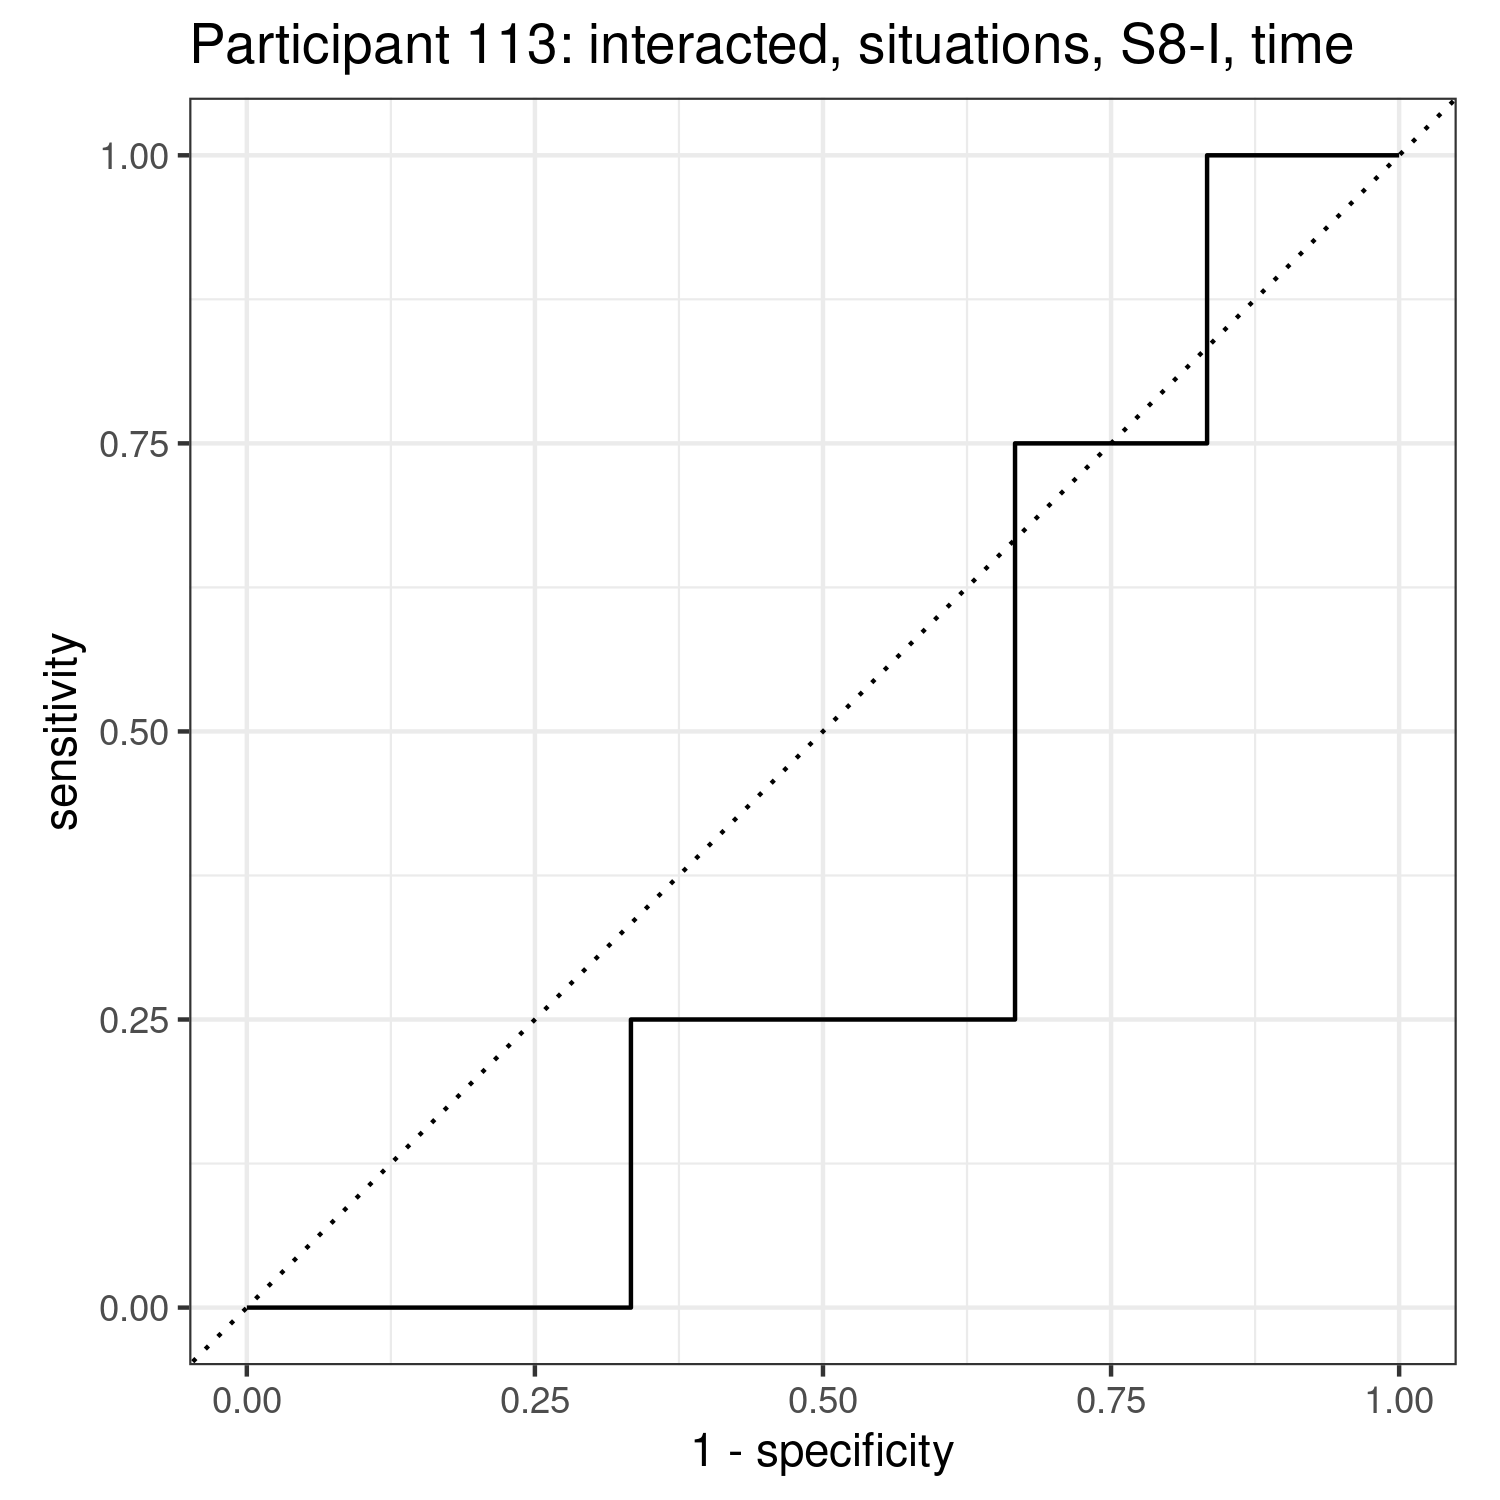 Participant 113: interacted, situations, S8-I, time
1.00
0.75
0.50
0.25
0.00
sensitivity
0.00 0.25 0.50 0.75 1.00
1 - specificity